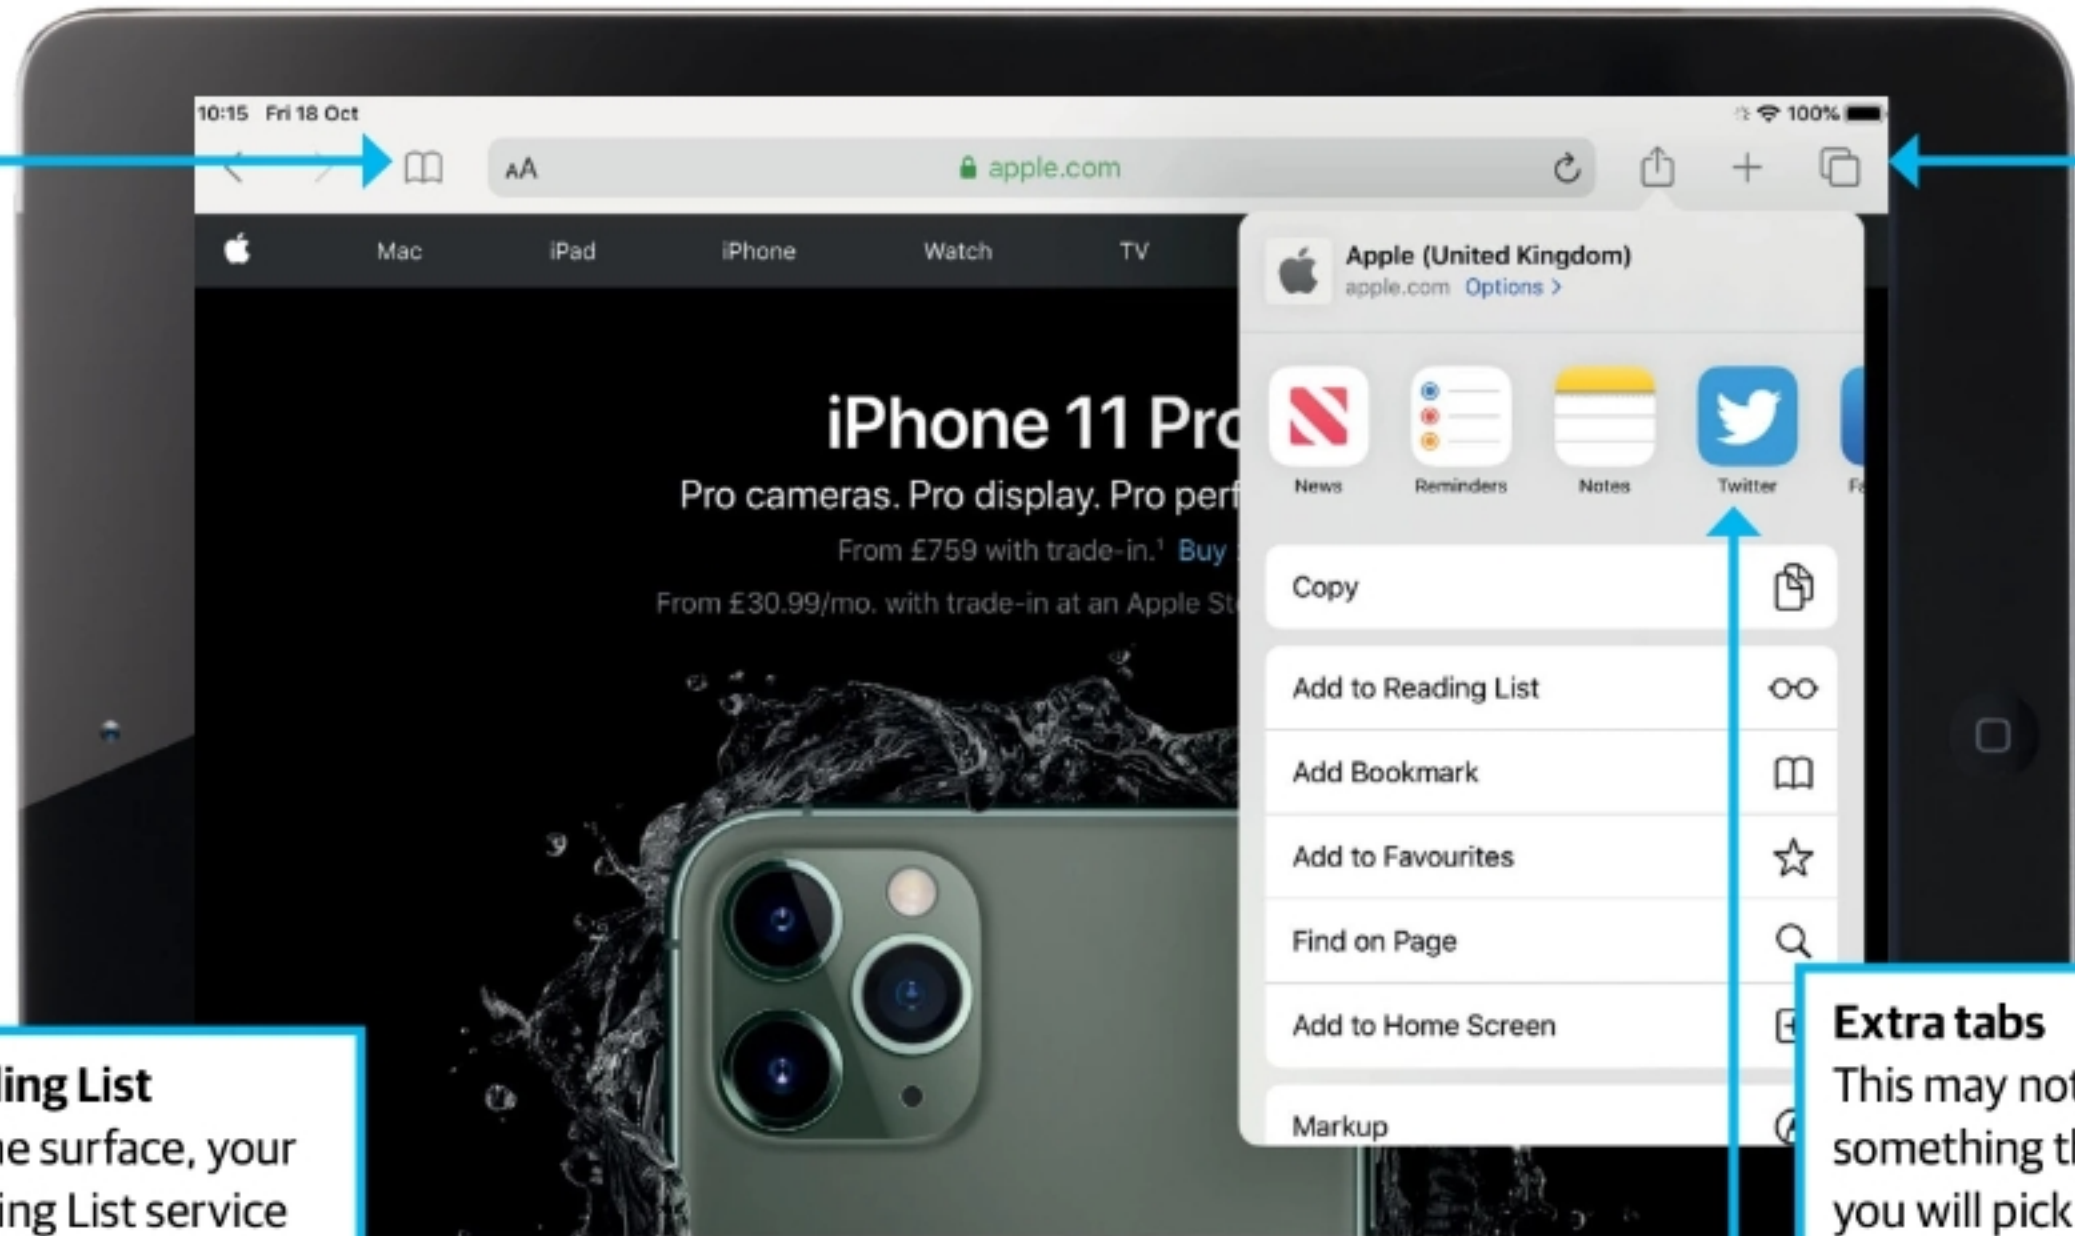 10:15 Fri 18 Oct
100%
AA
apple.com
Mac iPad iPhone Watch TV
Apple (United Kingdom)
apple.com Options >
iPhone 11 Pro
Pro cameras. Pro display. Pro perf
From £759 with trade-in.¹ Buy
From £30.99/mo. with trade-in at an Apple St
News Reminders Notes Twitter Fa
Copy
Add to Reading List
Add Bookmark
Add to Favourites
Find on Page
Add to Home Screen
Markup
ling List
ne surface, your
ing List service
Extra tabs
This may not
something th
you will pick